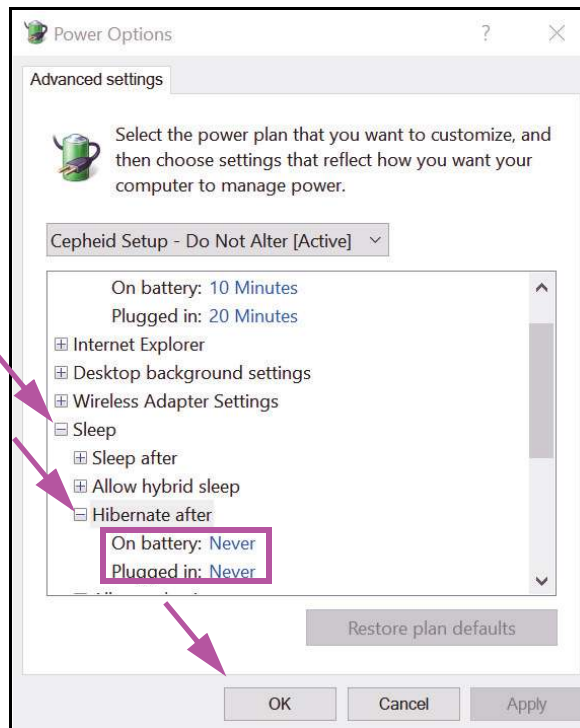 Power Options
?
Advanced settings
Select the power plan that you want to customize, and
then choose settings that reflect how you want your
computer to manage power.
Cepheid Setup - Do Not Alter [Active]
On battery: 10 Minutes
Plugged in: 20 Minutes
Internet Explorer
Desktop background settings
Wireless Adapter Settings
Sleep
Sleep after
Allow hybrid sleep
Hibernate after
On battery: Never
Plugged in: Never
Restore plan defaults
OK Cancel Apply